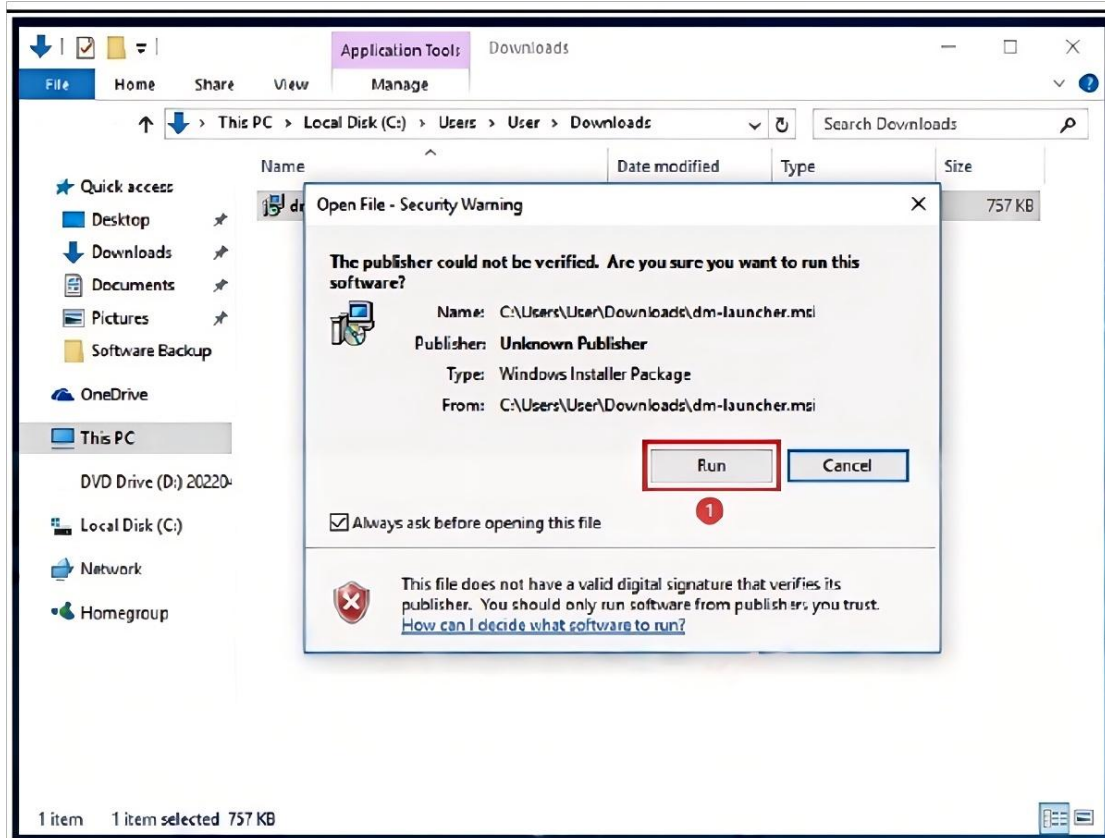 Application Tools Downloads
File Home Share View Manage
This PC > Local Disk (C:) > Users > User > Downloads
Search Downloads
Name Date modified Type Size
Quick access
Desktop
Downloads
Documents
Pictures
Software Backup
OneDrive
This PC
DVD Drive (D:) 20220
Local Disk (C:)
Network
Homegroup
757 KB
Open File - Security Warning
The publisher could not be verified. Are you sure you want to run this
software?
Name: C:\Users\User\Downloads\dm-launcher.msi
Publisher: Unknown Publisher
Type: Windows Installer Package
From: C:\Users\User\Downloads\dm-launcher.msi
Run Cancel
1
Always ask before opening this file
This file does not have a valid digital signature that verifies its
publisher. You should only run software from publishers you trust.
How can I decide what software to run?
1 item 1 item selected 757 KB